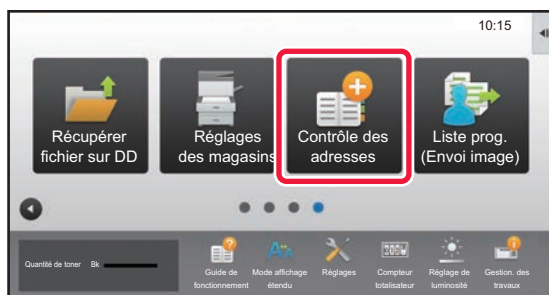 10:15
Récupérer
fichier sur DD
Réglages
des magasins
Contrôle des
adresses
Liste prog.
(Envoi image)
Quantité de toner Bk
Guide de
fonctionnement
Mode affichage
étendu
Réglages
Compteur
totalisateur
Réglage de
luminosité
Gestion. des
travaux